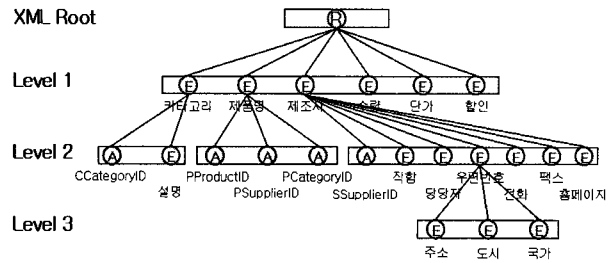 XML Root
R
Level 1
E E E E E E
카테고리 제품명 제조사 수량 단가 할인
Level 2
A E A A A A E E E E E E
CCategoryID PProductID PCategoryID 직함 우편번호 팩스
설명 PSupplierID SSupplierID 담당자 전화 홈페이지
Level 3
E E E
주소 도시 국가